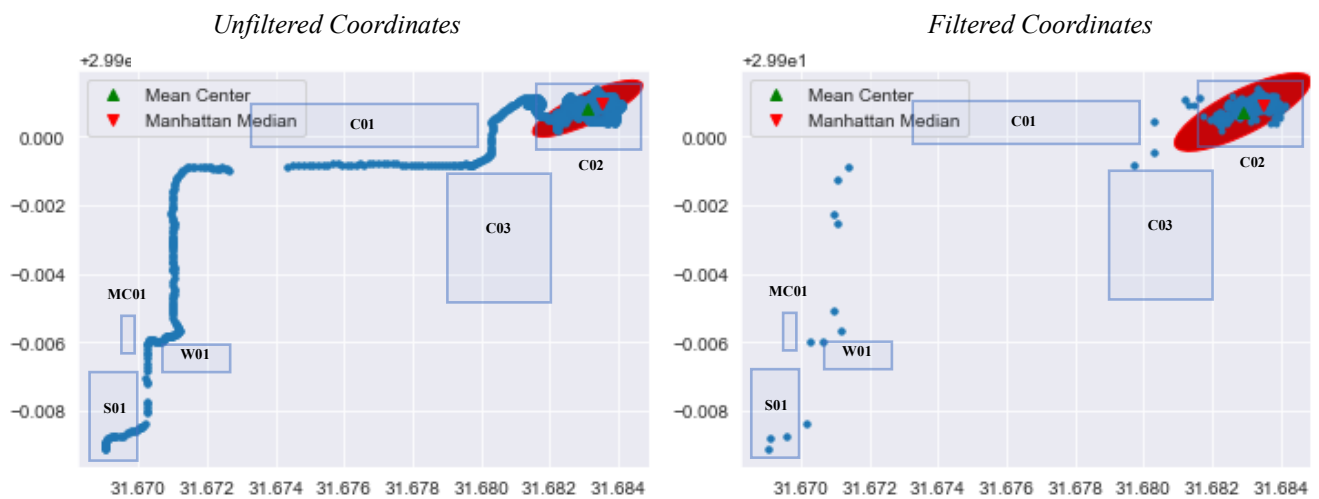 Unfiltered Coordinates
+2.99e
Mean Center
Manhattan Median
C01
C02
C03
MC01
W01
S01
0.000
−0.002
−0.004
−0.006
−0.008
31.670 31.672 31.674 31.676 31.678 31.680 31.682 31.684
Filtered Coordinates
+2.99e1
Mean Center
Manhattan Median
C01
C02
C03
MC01
W01
S01
0.000
−0.002
−0.004
−0.006
−0.008
31.670 31.672 31.674 31.676 31.678 31.680 31.682 31.684